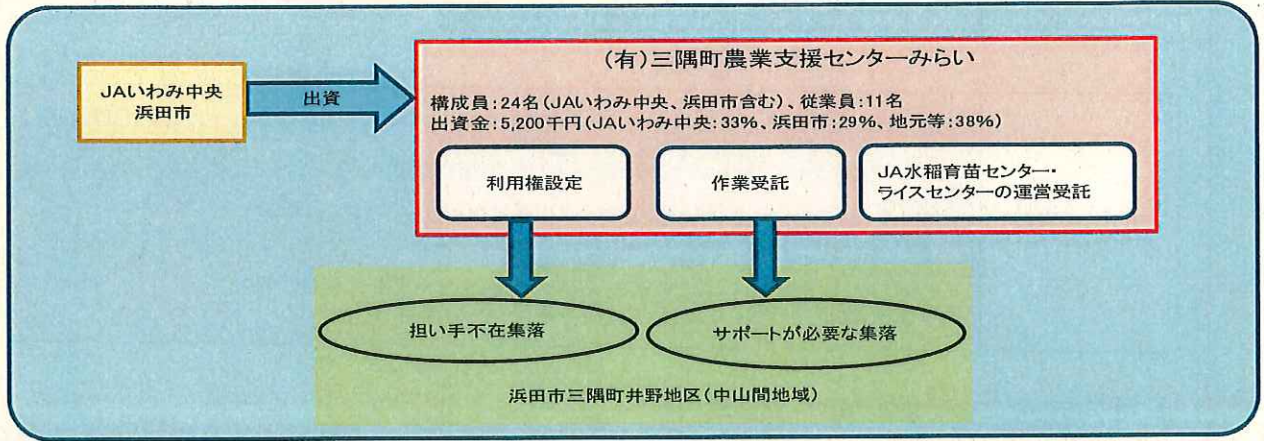 JAいわみ中央
浜田市
出資
(有)三隅町農業支援センターみらい
構成員:24名(JAいわみ中央、浜田市含む)、従業員:11名
出資金:5,200千円(JAいわみ中央:33%、浜田市:29%、地元等:38%)
利用権設定
作業受託
JA水稲育苗センター・
ライスセンターの運営受託
担い手不在集落
サポートが必要な集落
浜田市三隅町井野地区(中山間地域)